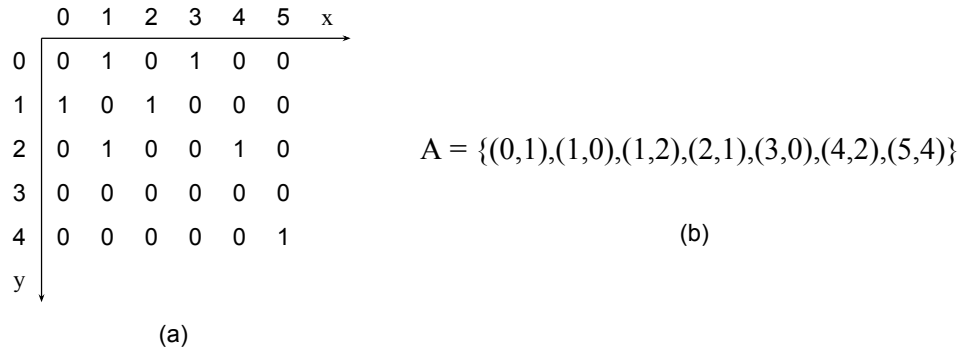 0 1 2 3 4 5 x
0 0 1 0 1 0 0
1 1 0 1 0 0 0
2 0 1 0 0 1 0
3 0 0 0 0 0 0
4 0 0 0 0 0 1
y
(a)
A = {(0,1),(1,0),(1,2),(2,1),(3,0),(4,2),(5,4)}
(b)